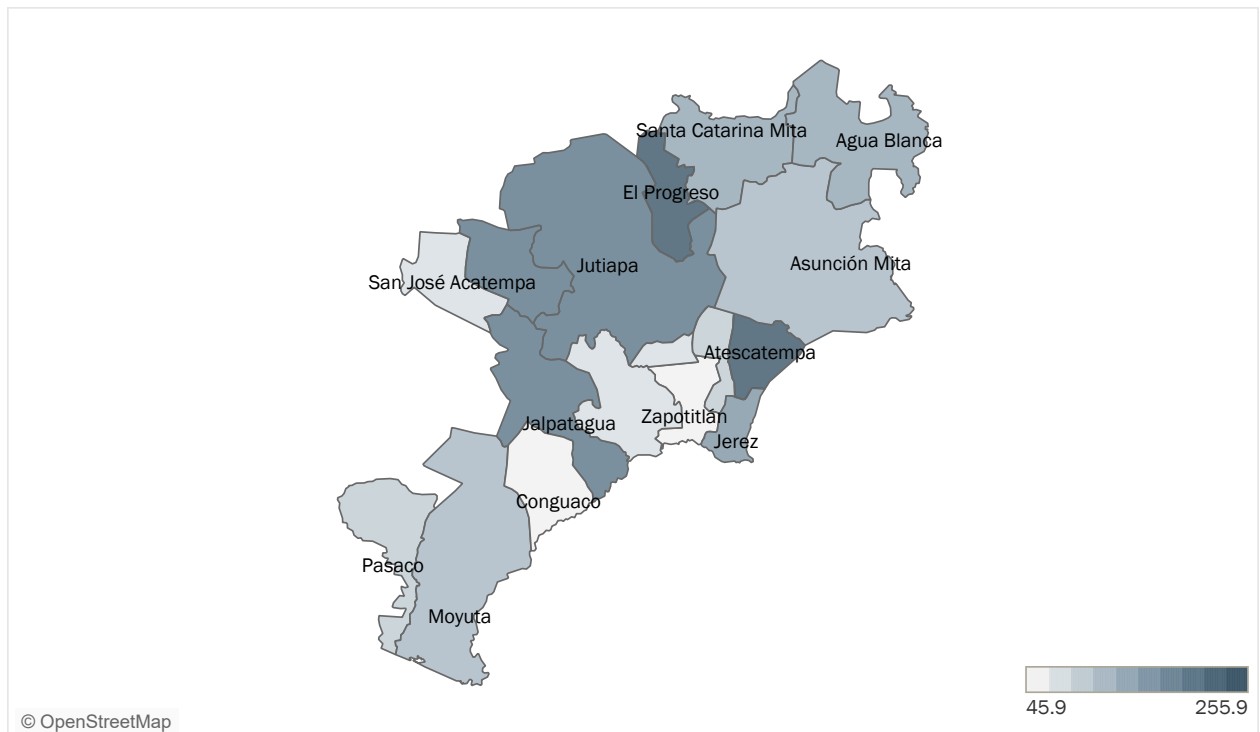 Santa Catarina Mita
Agua Blanca
El Progreso
Asunción Mita
Jutiapa
San José Acatempa
Atescatempa
Zapotitlán
Jalpatagua
Jerez
Conguaco
Pasaco
Moyuta
45.9
255.9
© OpenStreetMap